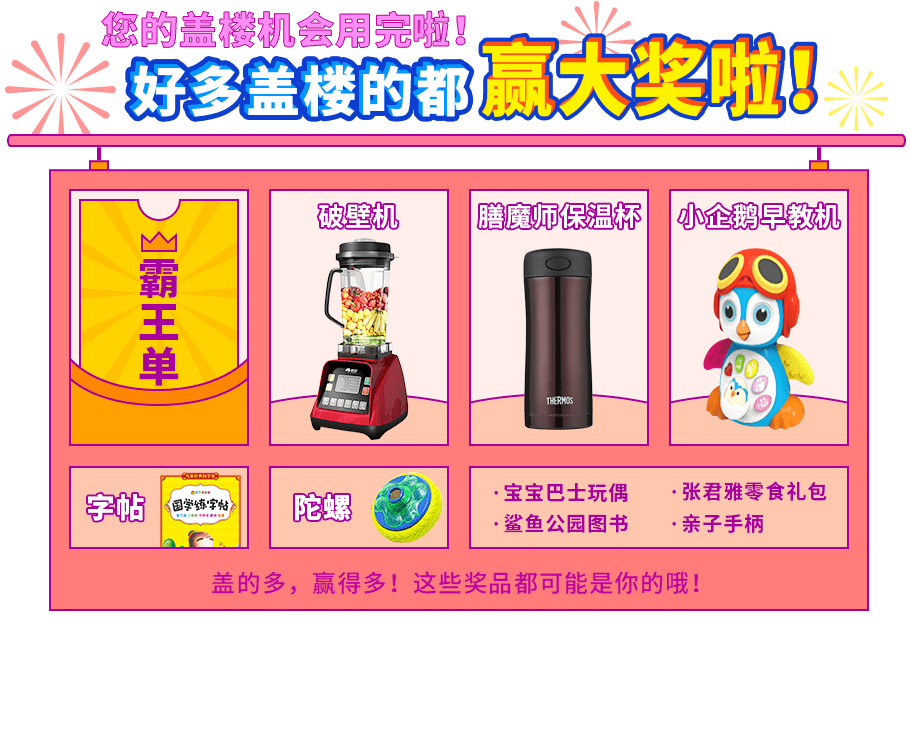 您的盖楼机会用完啦!
好多盖楼的都赢大奖啦!
霸王单
破壁机
膳魔师保温杯
THERMOS
小企鹅早教机
字帖
国学练字帖
陀螺
·宝宝巴士玩偶
·张君雅零食礼包
·鲨鱼公园图书
·亲子手柄
盖的多，赢得多！这些奖品都可能是你的哦！